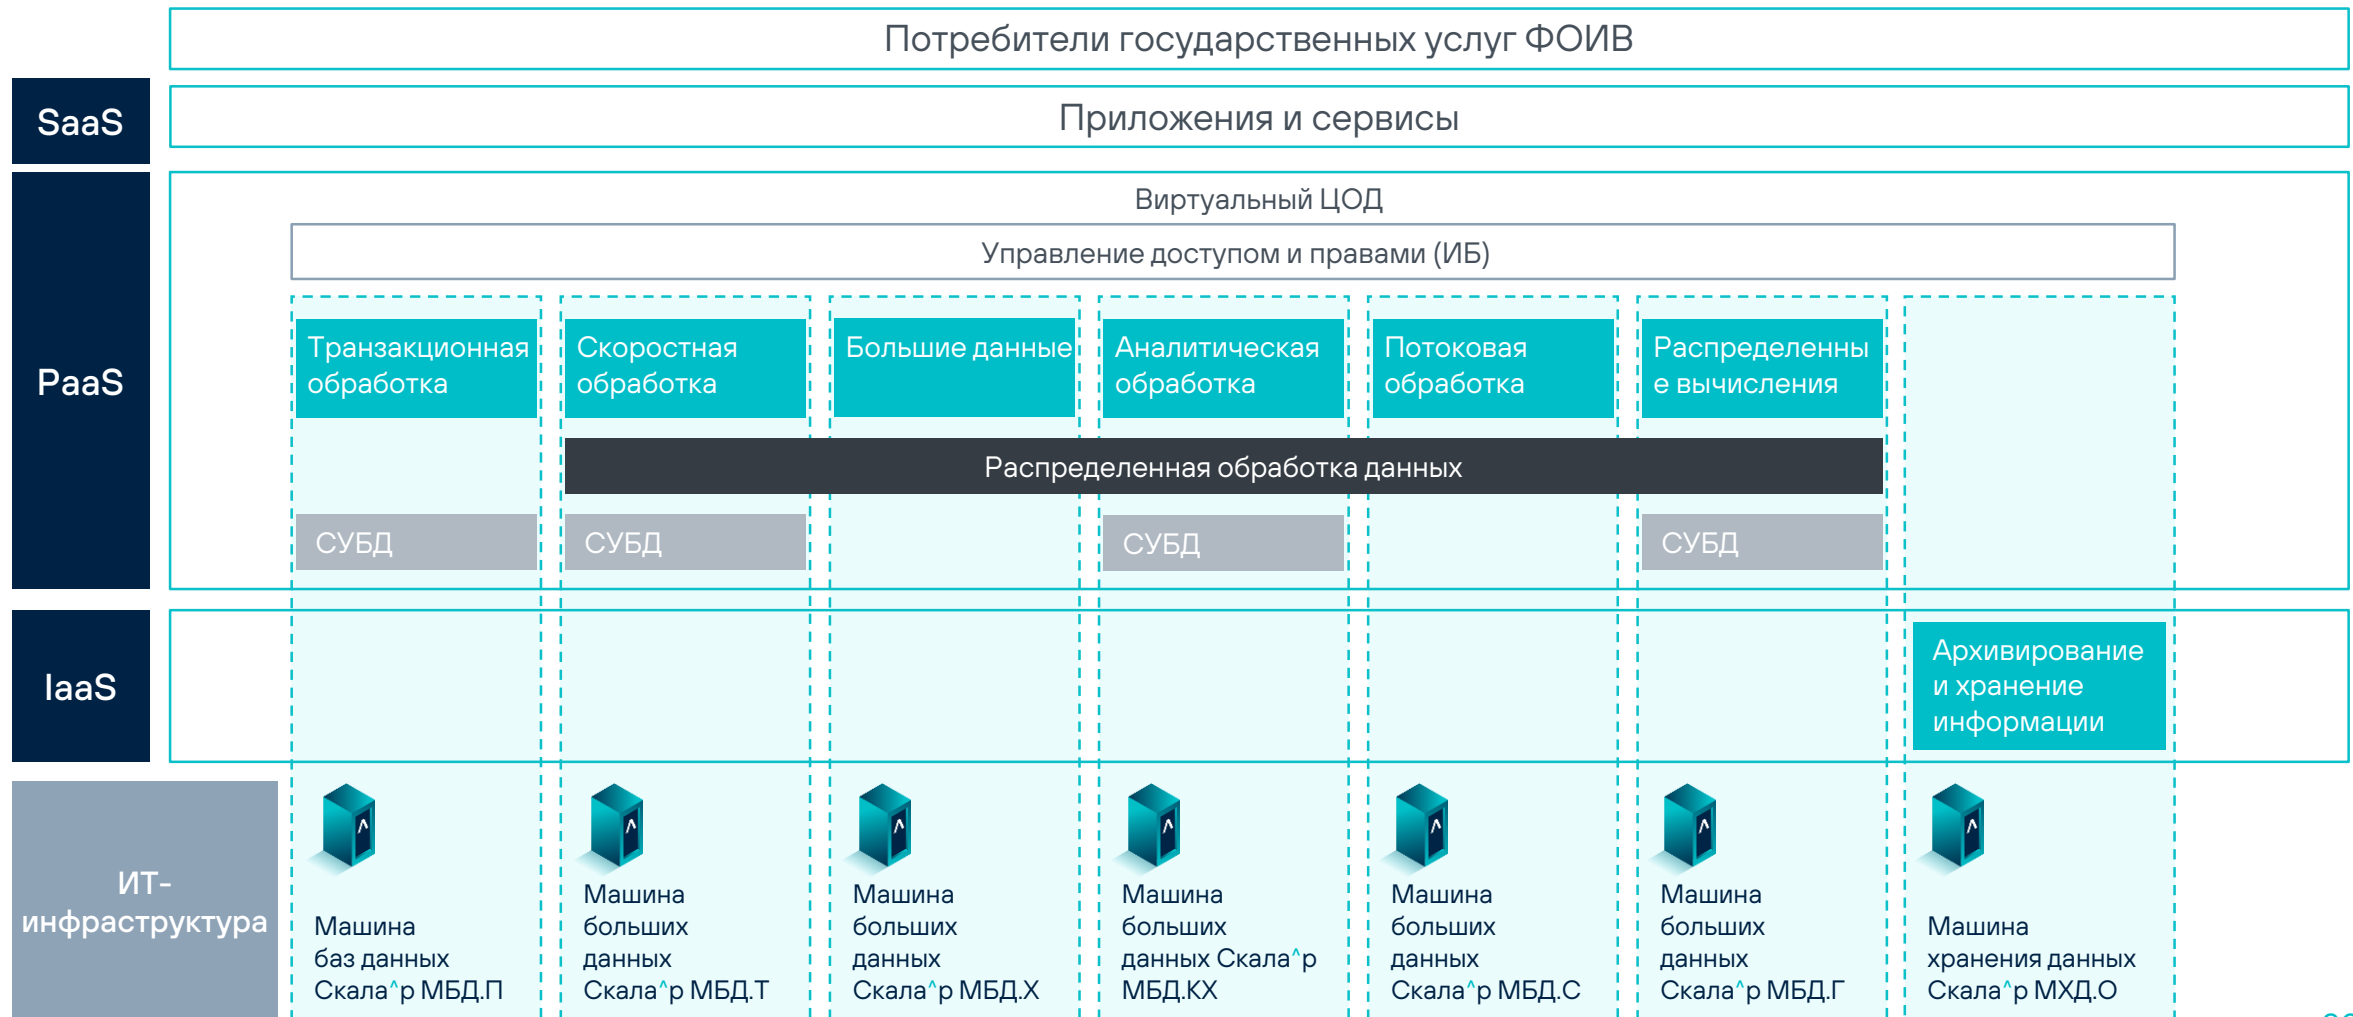 Потребители государственных услуг ФОИВ
SaaS
Приложения и сервисы
PaaS
Виртуальный ЦОД
Управление доступом и правами (ИБ)
Транзакционная
обработка
Скоростная
обработка
Большие данные
Аналитическая
обработка
Потоковая
обработка
Распределенны
е вычисления
Распределенная обработка данных
СУБД
СУБД
СУБД
СУБД
IaaS
Архивирование
и хранение
информации
ИТ-
инфраструктура
Машина
баз данных
Скала^р МБД.П
Машина
больших
данных
Скала^р МБД.Т
Машина
больших
данных
Скала^р МБД.Х
Машина
больших
данных Скала^р
МБД.КХ
Машина
больших
данных
Скала^р МБД.С
Машина
больших
данных
Скала^р МБД.Г
Машина
хранения данных
Скала^р МХД.О